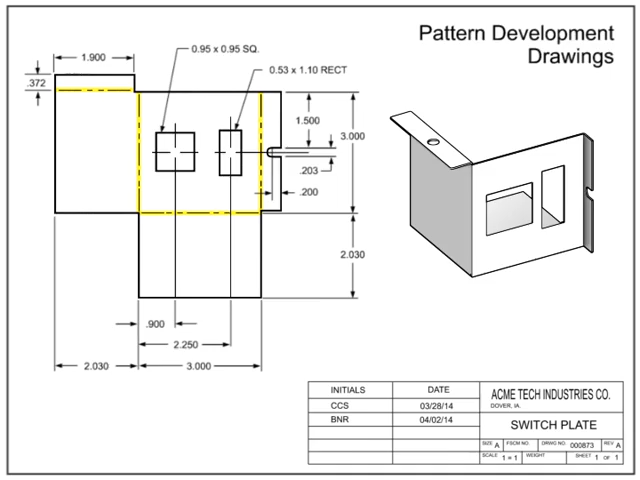 Pattern Development
Drawings
1.900
0.95 x 0.95 SQ.
0.53 x 1.10 RECT
.372
1.500
3.000
.203
.200
2.030
.900
2.250
2.030
3.000
INITIALS DATE
CCS 03/28/14
BNR 04/02/14
ACME TECH INDUSTRIES CO.
DOVER, IA.
SWITCH PLATE
SIZE A FSCM NO. DRWG NO. 000873 REV A
SCALE 1 = 1 WEIGHT SHEET 1 OF 1